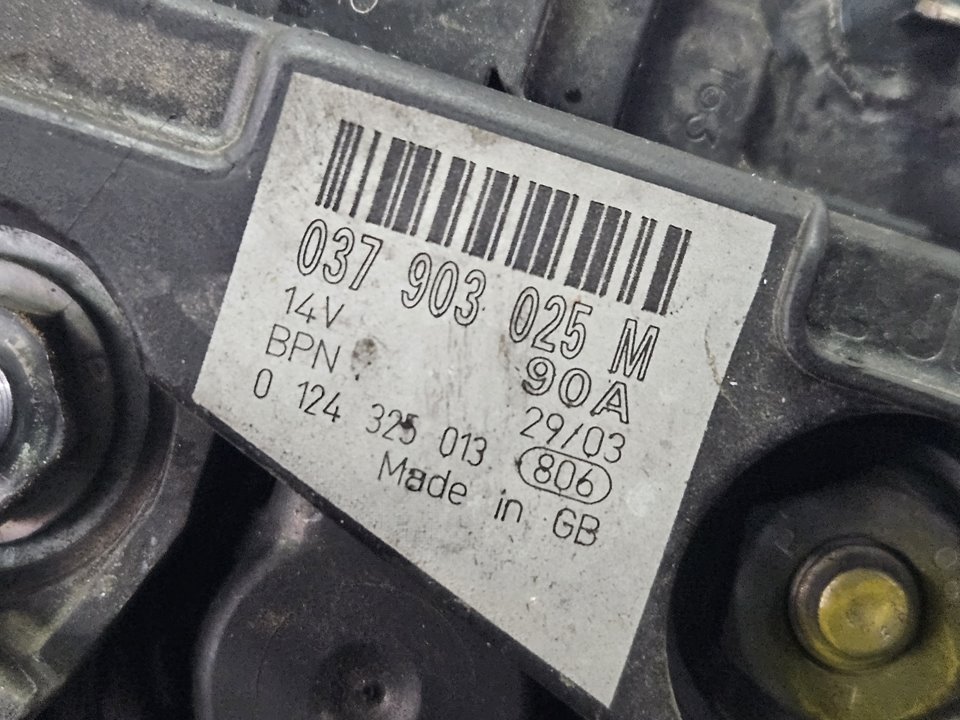 037 903 025 M
14V 90A
BPN 29/03
0 124 325 013 806
Made in GB